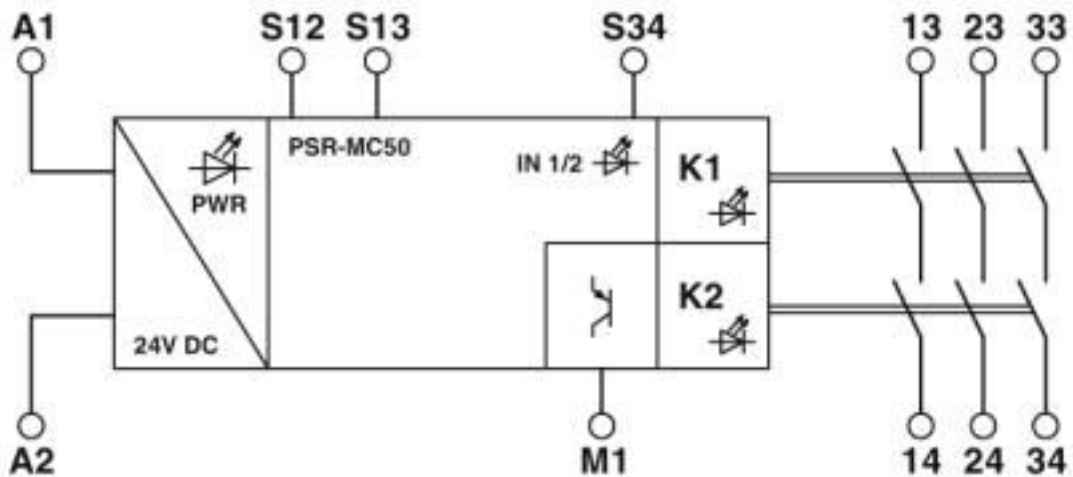 A1 S12 S13 S34 13 23 33
PSR-MC50
IN 1/2
K1
PWR
K2
24V DC
A2 M1 14 24 34